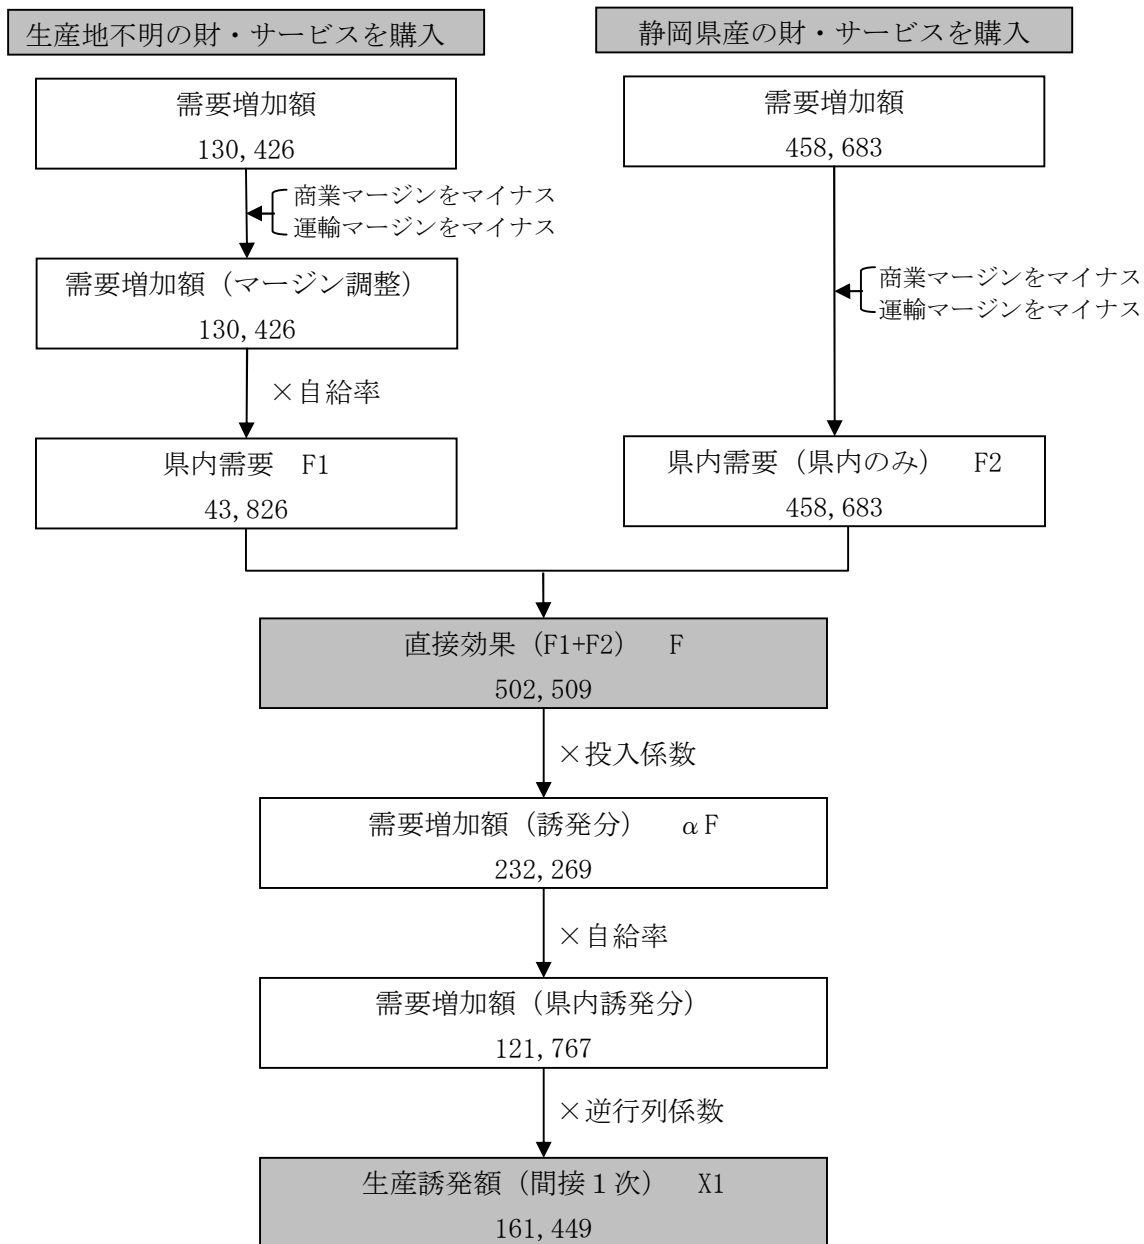 生産地不明の財・サービスを購入
静岡県産の財・サービスを購入
需要増加額
130,426
需要増加額
458,683
商業マージンをマイナス
運輸マージンをマイナス
需要増加額（マージン調整）
130,426
商業マージンをマイナス
運輸マージンをマイナス
×自給率
県内需要　F1
43,826
県内需要（県内のみ）　F2
458,683
直接効果（F1+F2）　F
502,509
×投入係数
需要増加額（誘発分）　αF
232,269
×自給率
需要増加額（県内誘発分）
121,767
×逆行列係数
生産誘発額（間接１次）　X1
161,449